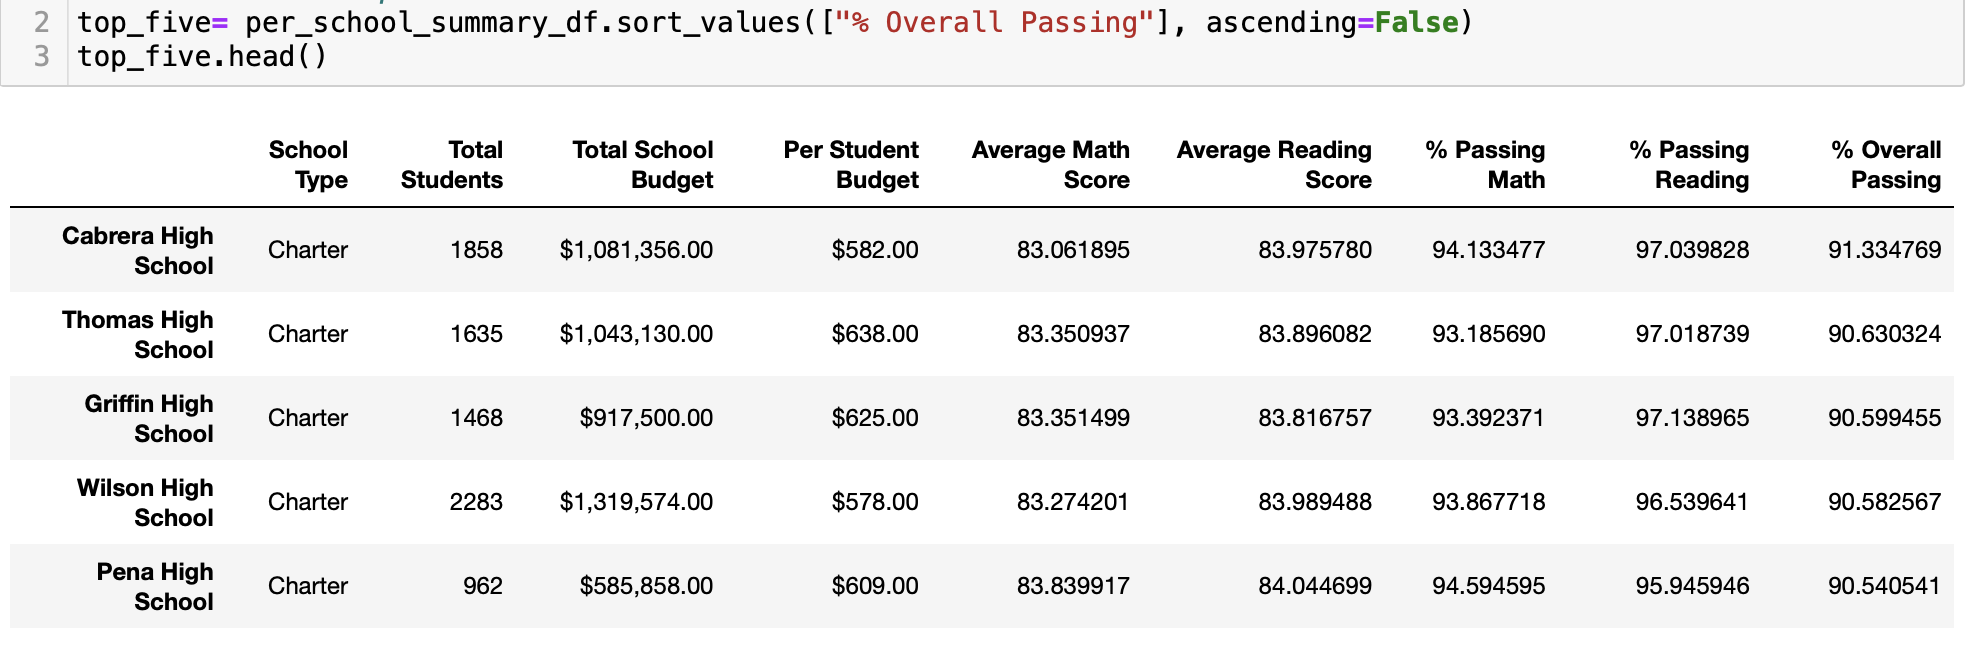 2 top_five= per_school_summary_df.sort_values(["% Overall Passing"], ascending=False)
3 top_five.head()
School Type Total Students Total School Budget Per Student Budget Average Math Score Average Reading Score % Passing Math % Passing Reading % Overall Passing
Cabrera High School Charter 1858 $1,081,356.00 $582.00 83.061895 83.975780 94.133477 97.039828 91.334769
Thomas High School Charter 1635 $1,043,130.00 $638.00 83.350937 83.896082 93.185690 97.018739 90.630324
Griffin High School Charter 1468 $917,500.00 $625.00 83.351499 83.816757 93.392371 97.138965 90.599455
Wilson High School Charter 2283 $1,319,574.00 $578.00 83.274201 83.989488 93.867718 96.539641 90.582567
Pena High School Charter 962 $585,858.00 $609.00 83.839917 84.044699 94.594595 95.945946 90.540541